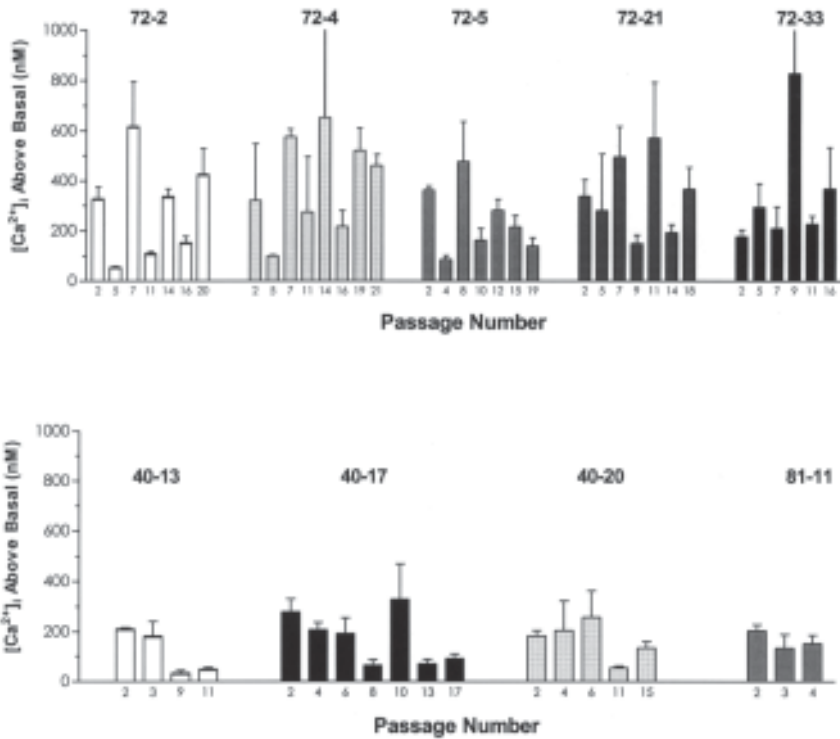 72-2 72-4 72-5 72-21 72-33
[Ca2+]i Above Basal (nM)
1000
800
600
400
200
0
2 5 7 11 14 16 20 2 5 7 11 14 16 19 21 2 4 8 10 12 15 19 2 5 7 9 11 14 18 2 5 7 9 11 16
Passage Number
[Ca2+]i Above Basal (nM)
1000
800
600
400
200
0
40-13 40-17 40-20 81-11
2 3 9 11 2 4 6 8 10 13 17 2 4 6 11 15 2 3 4
Passage Number